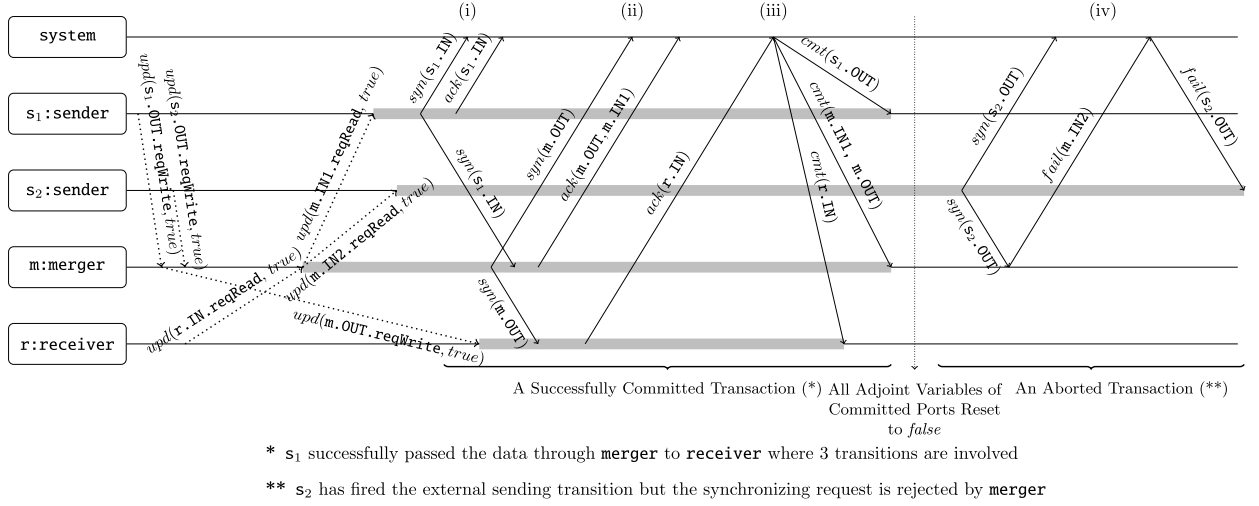 (i)
(ii)
(iii)
(iv)
system
s₁:sender
s₂:sender
m:merger
r:receiver
upd(s₁.OUT.reqWrite, true)
upd(s₂.OUT.reqWrite, true)
upd(r.IN.reqRead, true)
upd(m.IN1.reqRead, true)
upd(m.IN2.reqRead, true)
upd(m.OUT.reqWrite, true)
syn(s₁.IN)
ack(s₁.IN)
syn(s₁.IN)
syn(m.OUT)
syn(m.OUT)
ack(m.OUT,m.IN1)
ack(r.IN)
cmt(s₁.OUT)
cmt(m.IN1, m.OUT)
cmt(r.IN)
syn(s₂.OUT)
syn(s₂.OUT)
fail(m.IN2)
fail(s₂.OUT)
A Successfully Committed Transaction (*)
All Adjoint Variables of
Committed Ports Reset
to false
An Aborted Transaction (**)
* s₁ successfully passed the data through merger to receiver where 3 transitions are involved
** s₂ has fired the external sending transition but the synchronizing request is rejected by merger